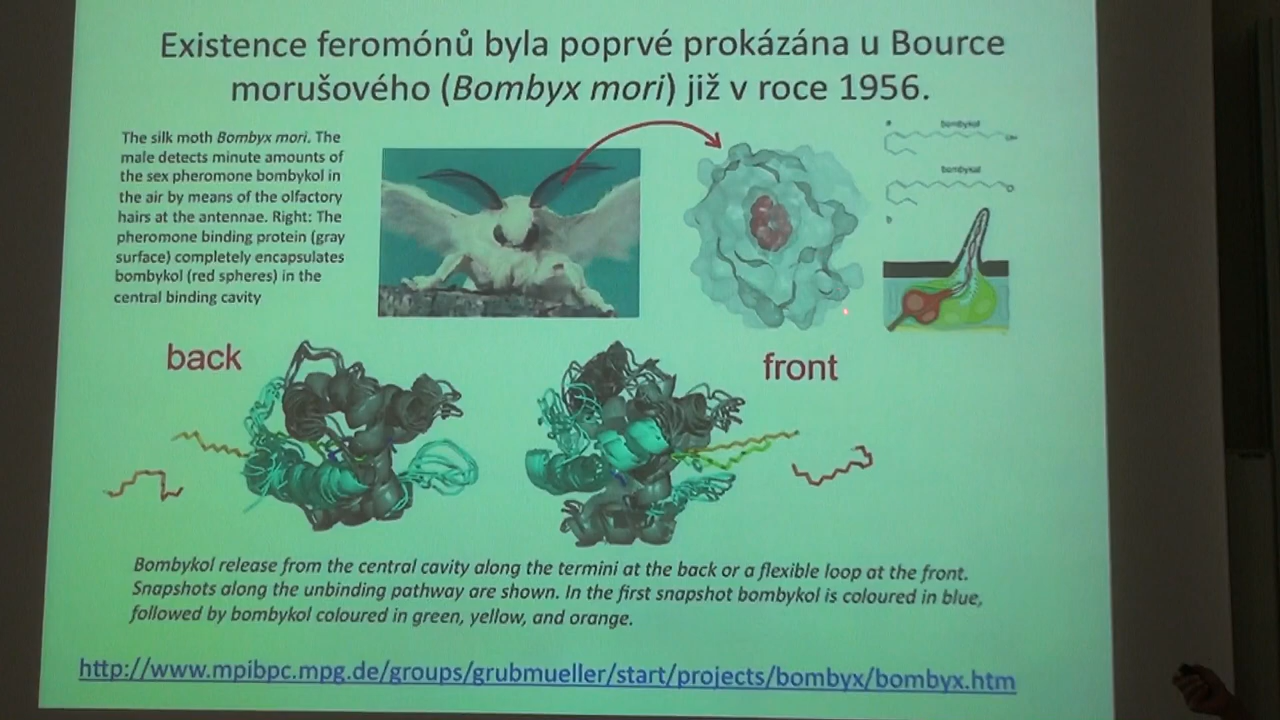 Existence feromónů byla poprvé prokázána u Bource
morušového (Bombyx mori) již v roce 1956.
The silk moth Bombyx mori. The
male detects minute amounts of
the sex pheromone bombykol in
the air by means of the olfactory
hairs at the antennae. Right: The
pheromone binding protein (gray
surface) completely encapsulates
bombykol (red spheres) in the
central binding cavity
a
bombykol
OH
bombykal
O
b
back
front
Bombykol release from the central cavity along the termini at the back or a flexible loop at the front.
Snapshots along the unbinding pathway are shown. In the first snapshot bombykol is coloured in blue,
followed by bombykol coloured in green, yellow, and orange.
http://www.mpibpc.mpg.de/groups/grubmueller/start/projects/bombyx/bombyx.htm